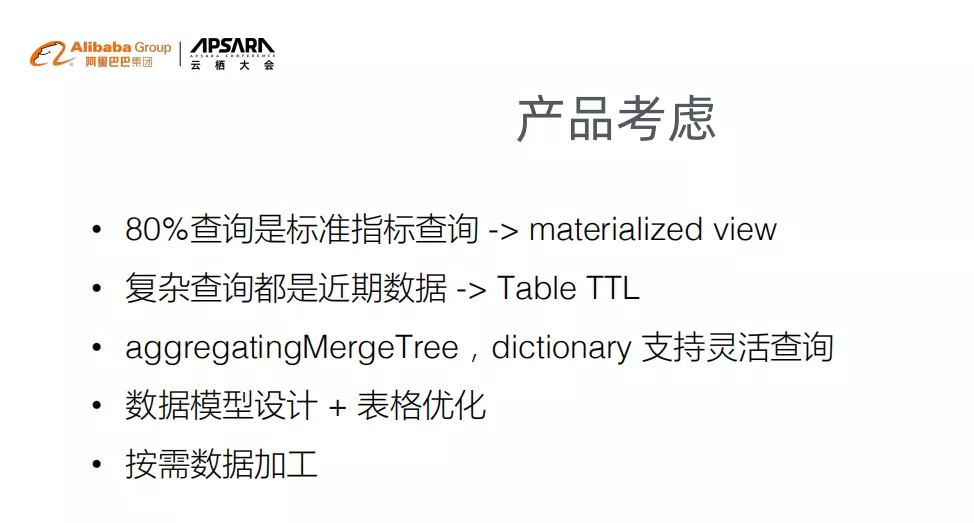 Alibaba Group
阿里巴巴集团
APSARA
APSARA CONFERENCE
云栖大会
产品考虑
• 80%查询是标准指标查询 -> materialized view
• 复杂查询都是近期数据 -> Table TTL
• aggregatingMergeTree，dictionary 支持灵活查询
• 数据模型设计 + 表格优化
• 按需数据加工